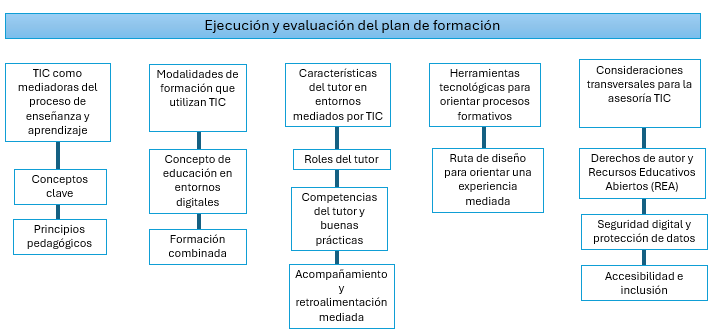 Ejecución y evaluación del plan de formación
TIC como
mediadoras del
proceso de
enseñanza y
aprendizaje
Conceptos
clave
Principios
pedagógicos
Modalidades de
formación que
utilizan TIC
Concepto de
educación en
entornos
digitales
Formación
combinada
Características
del tutor en
entornos
mediados por TIC
Roles del tutor
Competencias
del tutor y
buenas
prácticas
Acompañamiento
y
retroalimentación
mediada
Herramientas
tecnológicas para
orientar procesos
formativos
Ruta de diseño
para orientar una
experiencia
mediada
Consideraciones
transversales para la
asesoría TIC
Derechos de autor y
Recursos Educativos
Abiertos (REA)
Seguridad digital y
protección de datos
Accesibilidad e
inclusión